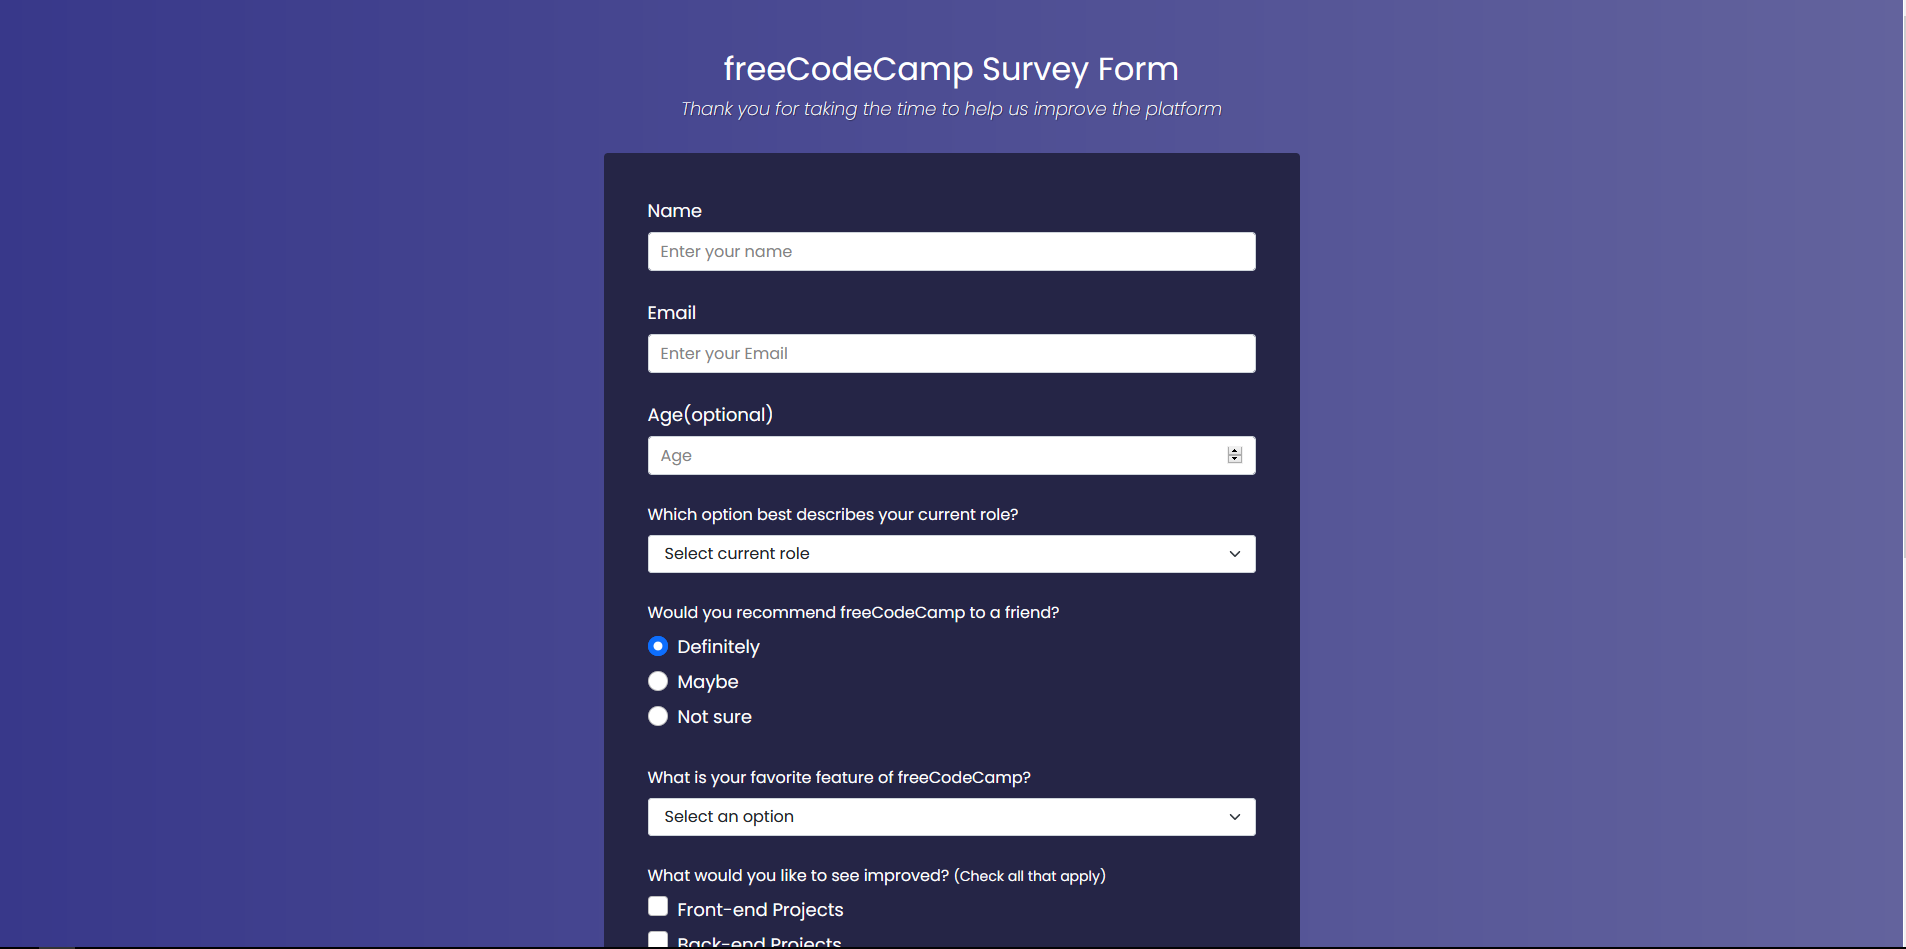 freeCodeCamp Survey Form
Thank you for taking the time to help us improve the platform
Name
Enter your name
Email
Enter your Email
Age(optional)
Age
Which option best describes your current role?
Select current role
Would you recommend freeCodeCamp to a friend?
Definitely
Maybe
Not sure
What is your favorite feature of freeCodeCamp?
Select an option
What would you like to see improved? (Check all that apply)
Front-end Projects
Back-end Projects